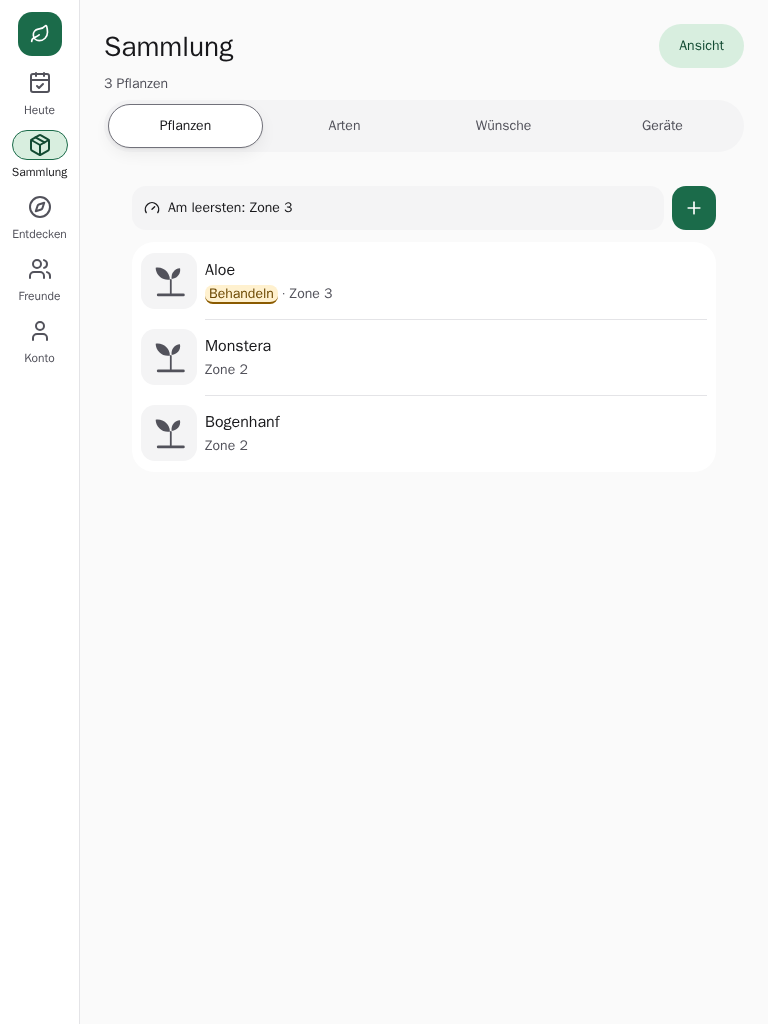 Heute
Sammlung
Entdecken
Freunde
Konto
Sammlung
Ansicht
3 Pflanzen
Pflanzen
Arten
Wünsche
Geräte
Am leersten: Zone 3
Aloe
Behandeln · Zone 3
Monstera
Zone 2
Bogenhanf
Zone 2